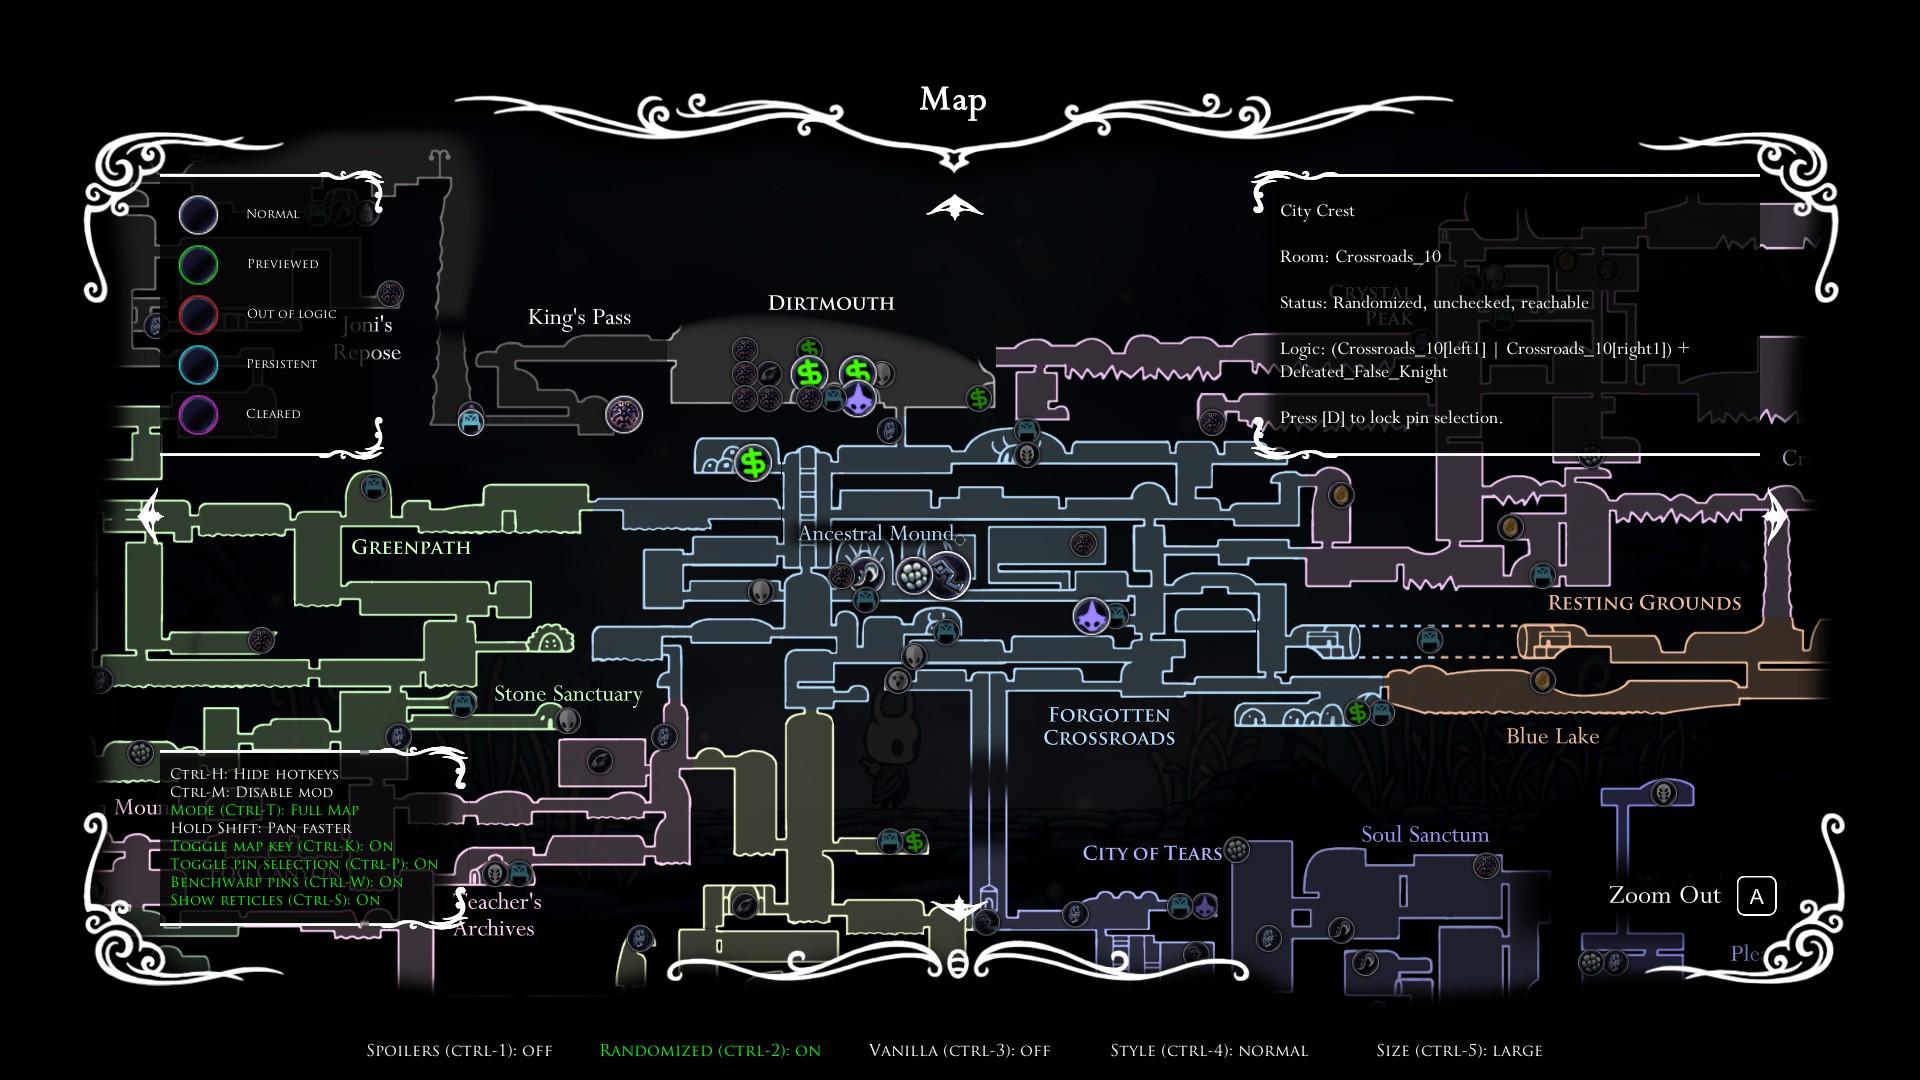 Map
NORMAL
PREVIEWED
OUT OF LOGIC
PERSISTENT
CLEARED
Joni's
Repose
King's Pass
DIRTMOUTH
City Crest
Room: Crossroads_10
CRYSTAL
PEAK
Status: Randomized, unchecked, reachable
Logic: (Crossroads_10[left1] | Crossroads_10[right1]) +
Defeated_False_Knight
Press [D] to lock pin selection.
GREENPATH
Ancestral Mound
RESTING GROUNDS
Stone Sanctuary
FORGOTTEN
CROSSROADS
Blue Lake
CTRL-H: HIDE HOTKEYS
CTRL-M: DISABLE MOD
MODE (CTRL-T): FULL MAP
HOLD SHIFT: PAN FASTER
TOGGLE MAP KEY (CTRL-K): ON
TOGGLE PIN SELECTION (CTRL-P): ON
BENCHWARP PINS (CTRL-W): ON
SHOW RETICLES (CTRL-S): ON
Teacher's
Archives
CITY OF TEARS
Soul Sanctum
Zoom Out A
SPOILERS (CTRL-1): OFF
RANDOMIZED (CTRL-2): ON
VANILLA (CTRL-3): OFF
STYLE (CTRL-4): NORMAL
SIZE (CTRL-5): LARGE